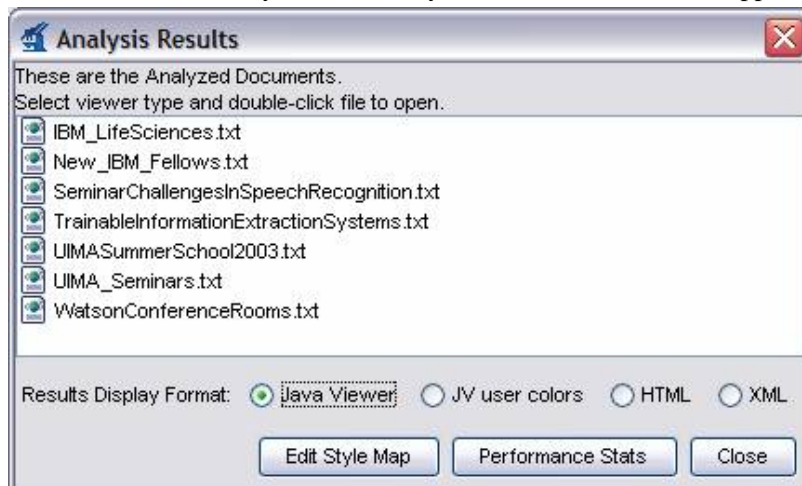 Analysis Results
These are the Analyzed Documents.
Select viewer type and double-click file to open.
IBM_LifeSciences.txt
New_IBM_Fellows.txt
SeminarChallengesInSpeechRecognition.txt
TrainableInformationExtractionSystems.txt
UIMASummerSchool2003.txt
UIMA_Seminars.txt
WatsonConferenceRooms.txt
Results Display Format: Java Viewer JV user colors HTML XML
Edit Style Map Performance Stats Close